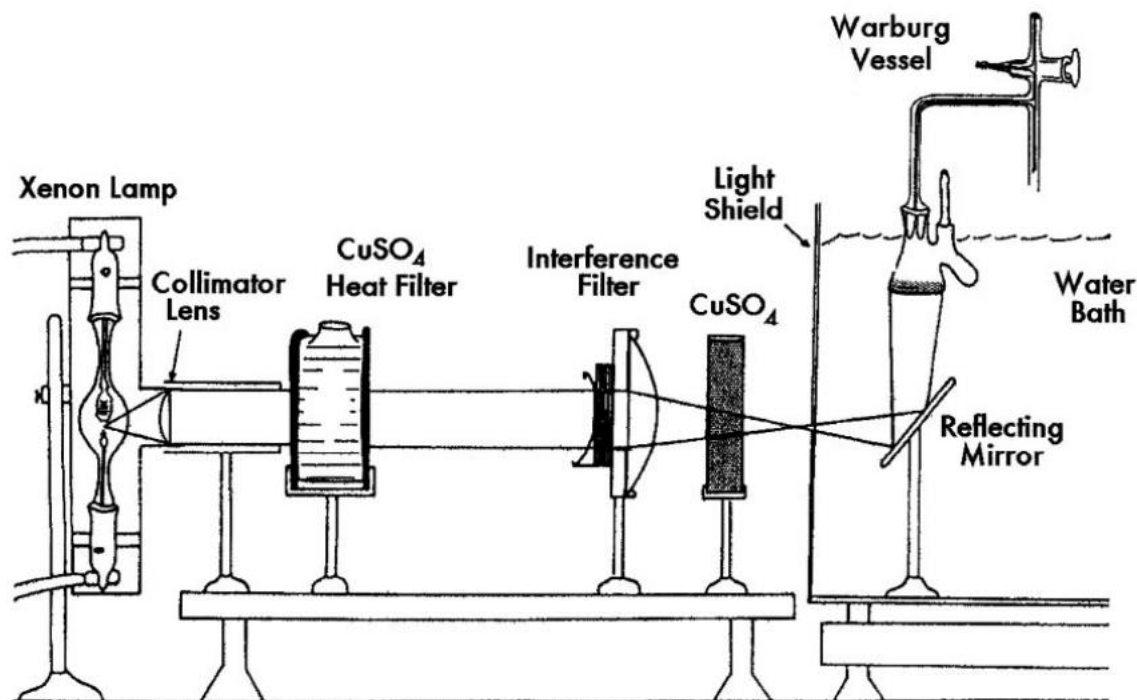 Warburg
Vessel
Xenon Lamp
Light
Shield
CuSO₄
Heat Filter
Interference
Filter
Collimator
Lens
CuSO₄
Water
Bath
Reflecting
Mirror